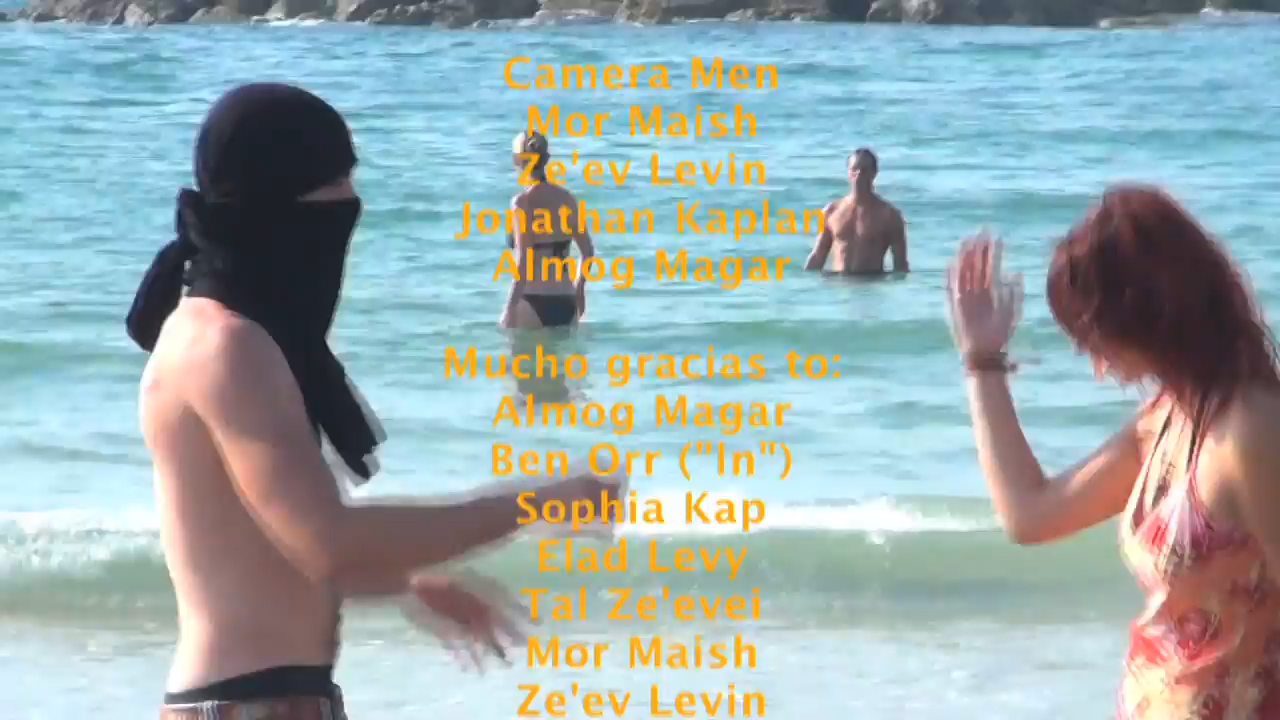 Camera Men
Mor Maish
Ze'ev Levin
Jonathan Kaplan
Almog Magar
Mucho gracias to:
Almog Magar
Ben Orr ("ln")
Sophia Kap
Elad Levy
Tal Ze'evei
Mor Maish
Ze'ev Levin